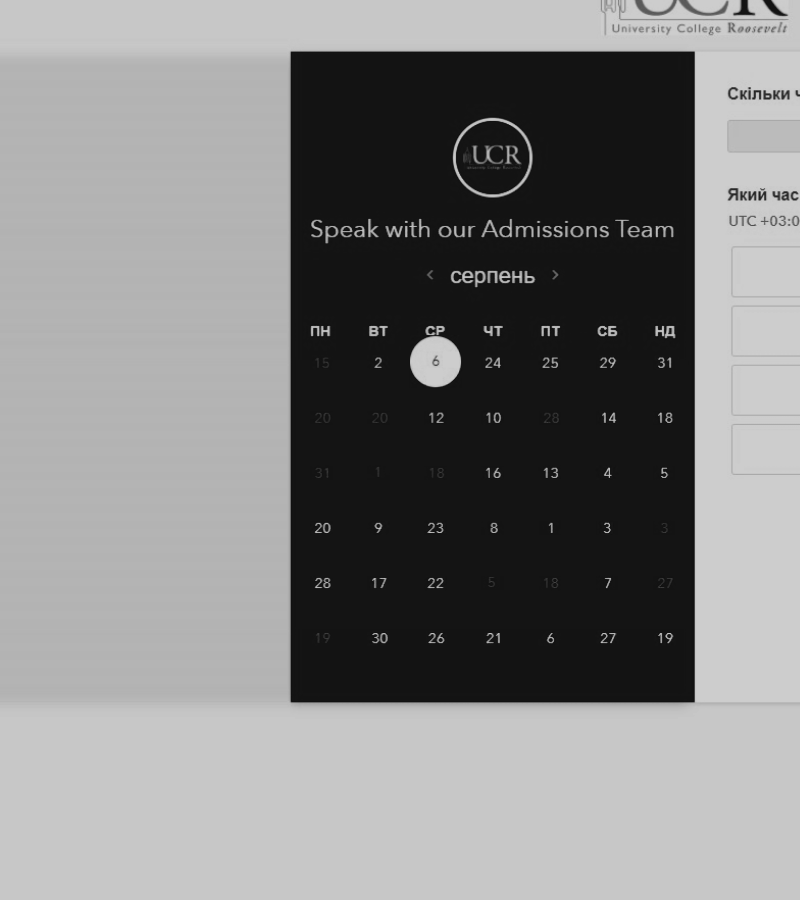 UCR
University College Roosevelt
Скільки
UCR
Speak with our Admissions Team
Який час
UTC +03:0
< серпень >
ПН ВТ СР ЧТ ПТ СБ НД
15 2 6 24 25 29 31
20 20 12 10 28 14 18
31 1 18 16 13 4 5
20 9 23 8 1 3 3
28 17 22 5 18 7 27
19 30 26 21 6 27 19